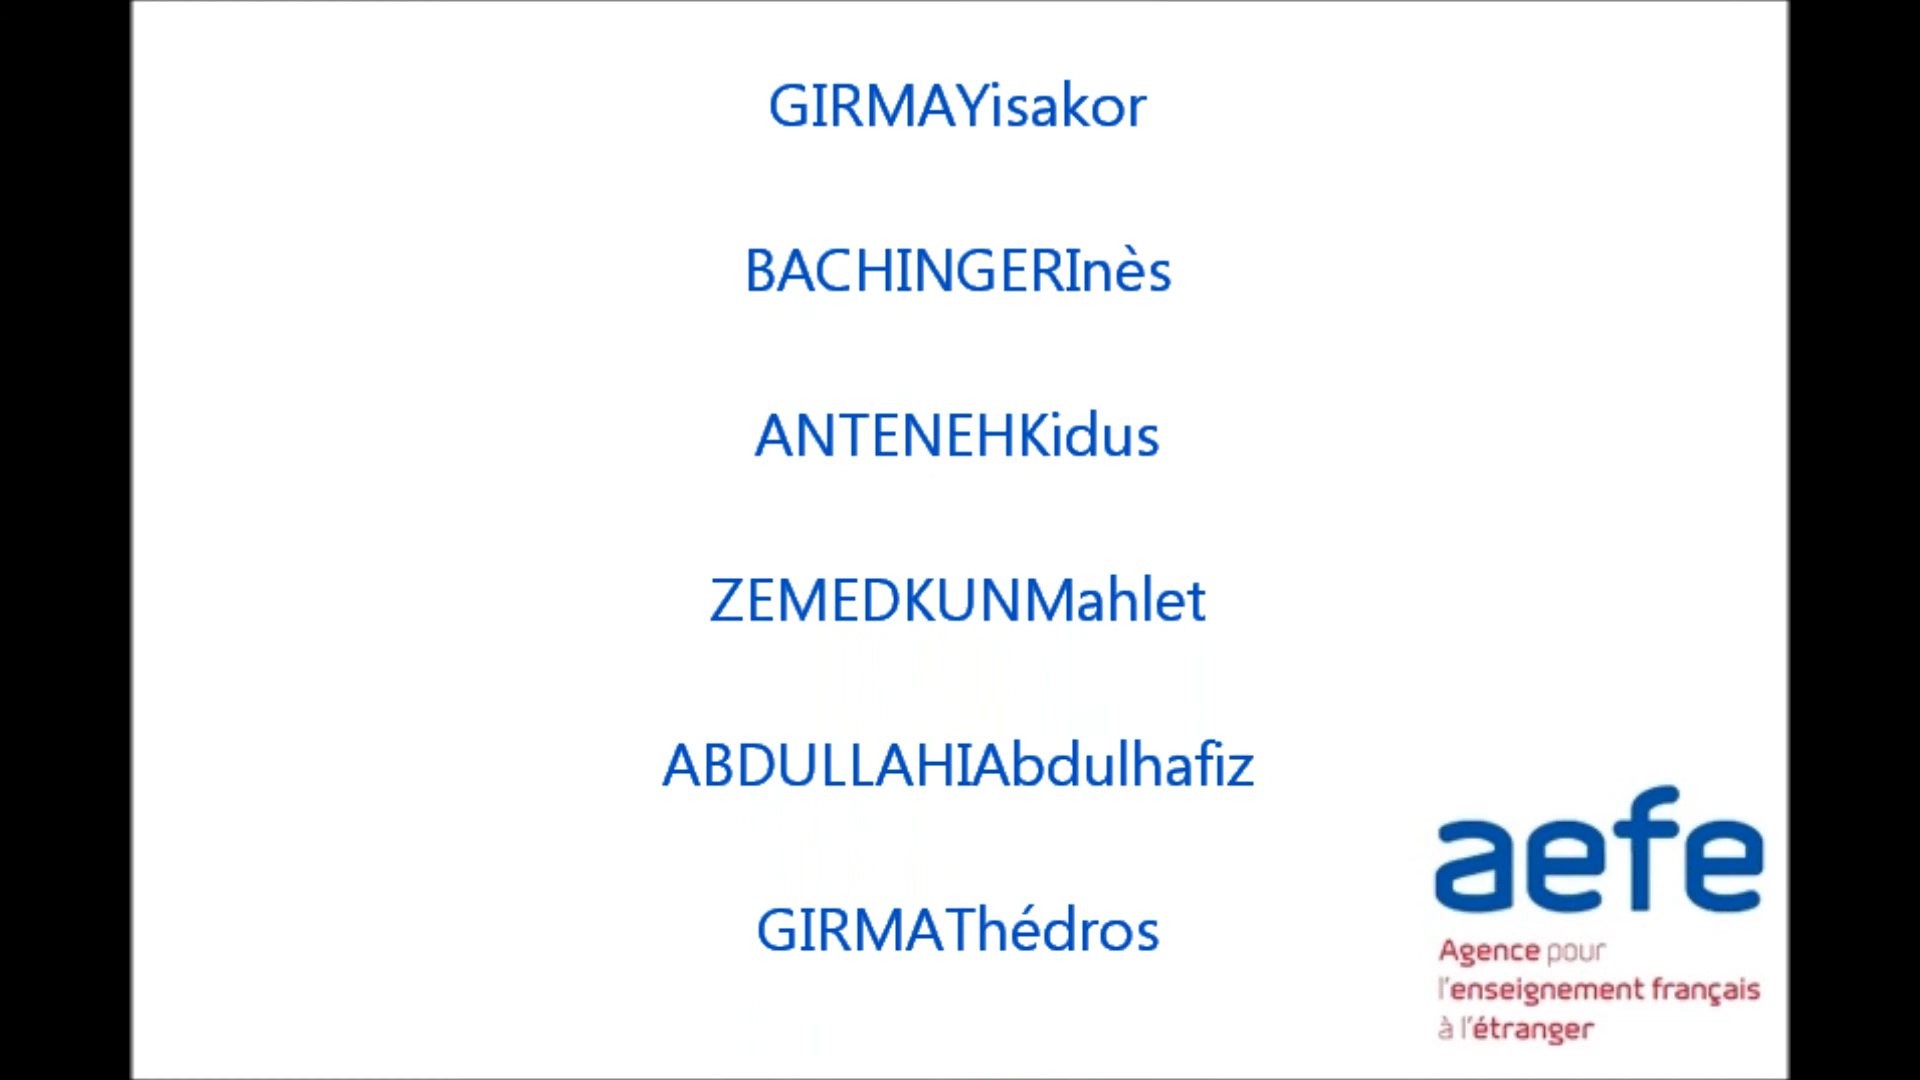 GIRMAYisakor
BACHINGERInès
ANTENEHKidus
ZEMEDKUNMahlet
ABDULLAHIAbdulhafiz
GIRMAThédros
aefe
Agence pour
l'enseignement français
à l'étranger